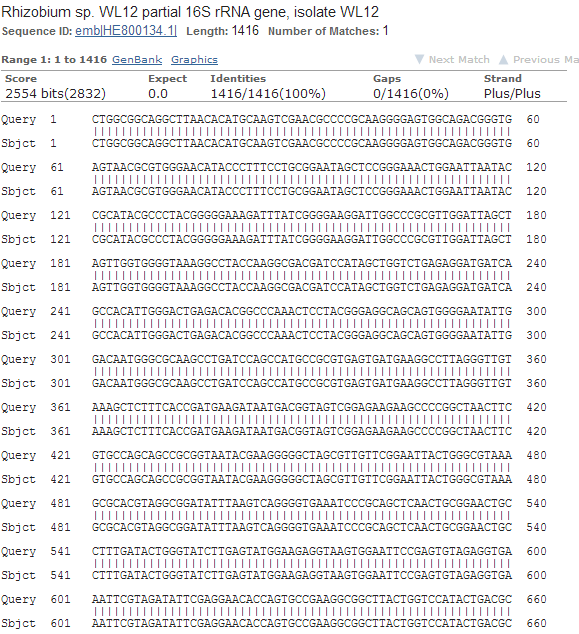 Rhizobium sp. WL12 partial 16S rRNA gene, isolate WL12
Sequence ID: emb|HE800134.1| Length: 1416 Number of Matches: 1
Range 1: 1 to 1416 GenBank Graphics ▼ Next Match ▲ Previous Ma
Score Expect Identities Gaps Strand
2554 bits(2832) 0.0 1416/1416(100%) 0/1416(0%) Plus/Plus
Query 1 CTGGCGGCAGGCTTAACACATGCAAGTCGAACGCCCCGCAAGGGGAGTGGCAGACGGGTG 60
Sbjct 1 CTGGCGGCAGGCTTAACACATGCAAGTCGAACGCCCCGCAAGGGGAGTGGCAGACGGGTG 60
Query 61 AGTAACGCGTGGGAACATACCCTTTCCTGCGGAATAGCTCCGGGAAACTGGAATTAATAC 120
Sbjct 61 AGTAACGCGTGGGAACATACCCTTTCCTGCGGAATAGCTCCGGGAAACTGGAATTAATAC 120
Query 121 CGCATACGCCCTACGGGGGAAAGATTTATCGGGGAAGGATTGGCCCGCGTTGGATTAGCT 180
Sbjct 121 CGCATACGCCCTACGGGGGAAAGATTTATCGGGGAAGGATTGGCCCGCGTTGGATTAGCT 180
Query 181 AGTTGGTGGGGTAAAGGCCTACCAAGGCGACGATCCATAGCTGGTCTGAGAGGATGATCA 240
Sbjct 181 AGTTGGTGGGGTAAAGGCCTACCAAGGCGACGATCCATAGCTGGTCTGAGAGGATGATCA 240
Query 241 GCCACATTGGGACTGAGACACGGCCCAAACTCCTACGGGAGGCAGCAGTGGGGAATATTG 300
Sbjct 241 GCCACATTGGGACTGAGACACGGCCCAAACTCCTACGGGAGGCAGCAGTGGGGAATATTG 300
Query 301 GACAATGGGCGCAAGCCTGATCCAGCCATGCCGCGTGAGTGATGAAGGCCTTAGGGTTGT 360
Sbjct 301 GACAATGGGCGCAAGCCTGATCCAGCCATGCCGCGTGAGTGATGAAGGCCTTAGGGTTGT 360
Query 361 AAAGCTCTTTCACCGATGAAGATAATGACGGTAGTCGGAGAAGAAGCCCCGGCTAACTTC 420
Sbjct 361 AAAGCTCTTTCACCGATGAAGATAATGACGGTAGTCGGAGAAGAAGCCCCGGCTAACTTC 420
Query 421 GTGCCAGCAGCCGCGGTAATACGAAGGGGGCTAGCGTTGTTCGGAATTACTGGGCGTAAA 480
Sbjct 421 GTGCCAGCAGCCGCGGTAATACGAAGGGGGCTAGCGTTGTTCGGAATTACTGGGCGTAAA 480
Query 481 GCGCACGTAGGCGGATATTTAAGTCAGGGGTGAAATCCCGCAGCTCAACTGCGGAACTGC 540
Sbjct 481 GCGCACGTAGGCGGATATTTAAGTCAGGGGTGAAATCCCGCAGCTCAACTGCGGAACTGC 540
Query 541 CTTTGATACTGGGTATCTTGAGTATGGAAGAGGTAAGTGGAATTCCGAGTGTAGAGGTGA 600
Sbjct 541 CTTTGATACTGGGTATCTTGAGTATGGAAGAGGTAAGTGGAATTCCGAGTGTAGAGGTGA 600
Query 601 AATTCGTAGATATTCGGAGGAACACCAGTGCCGAAGGCGGCTTACTGGTCCATACTGACGC 660
Sbjct 601 AATTCGTAGATATTCGAGGAACACCAGTGCCGAAGGCGGCTTACTGGTCCATACTGACGC 660